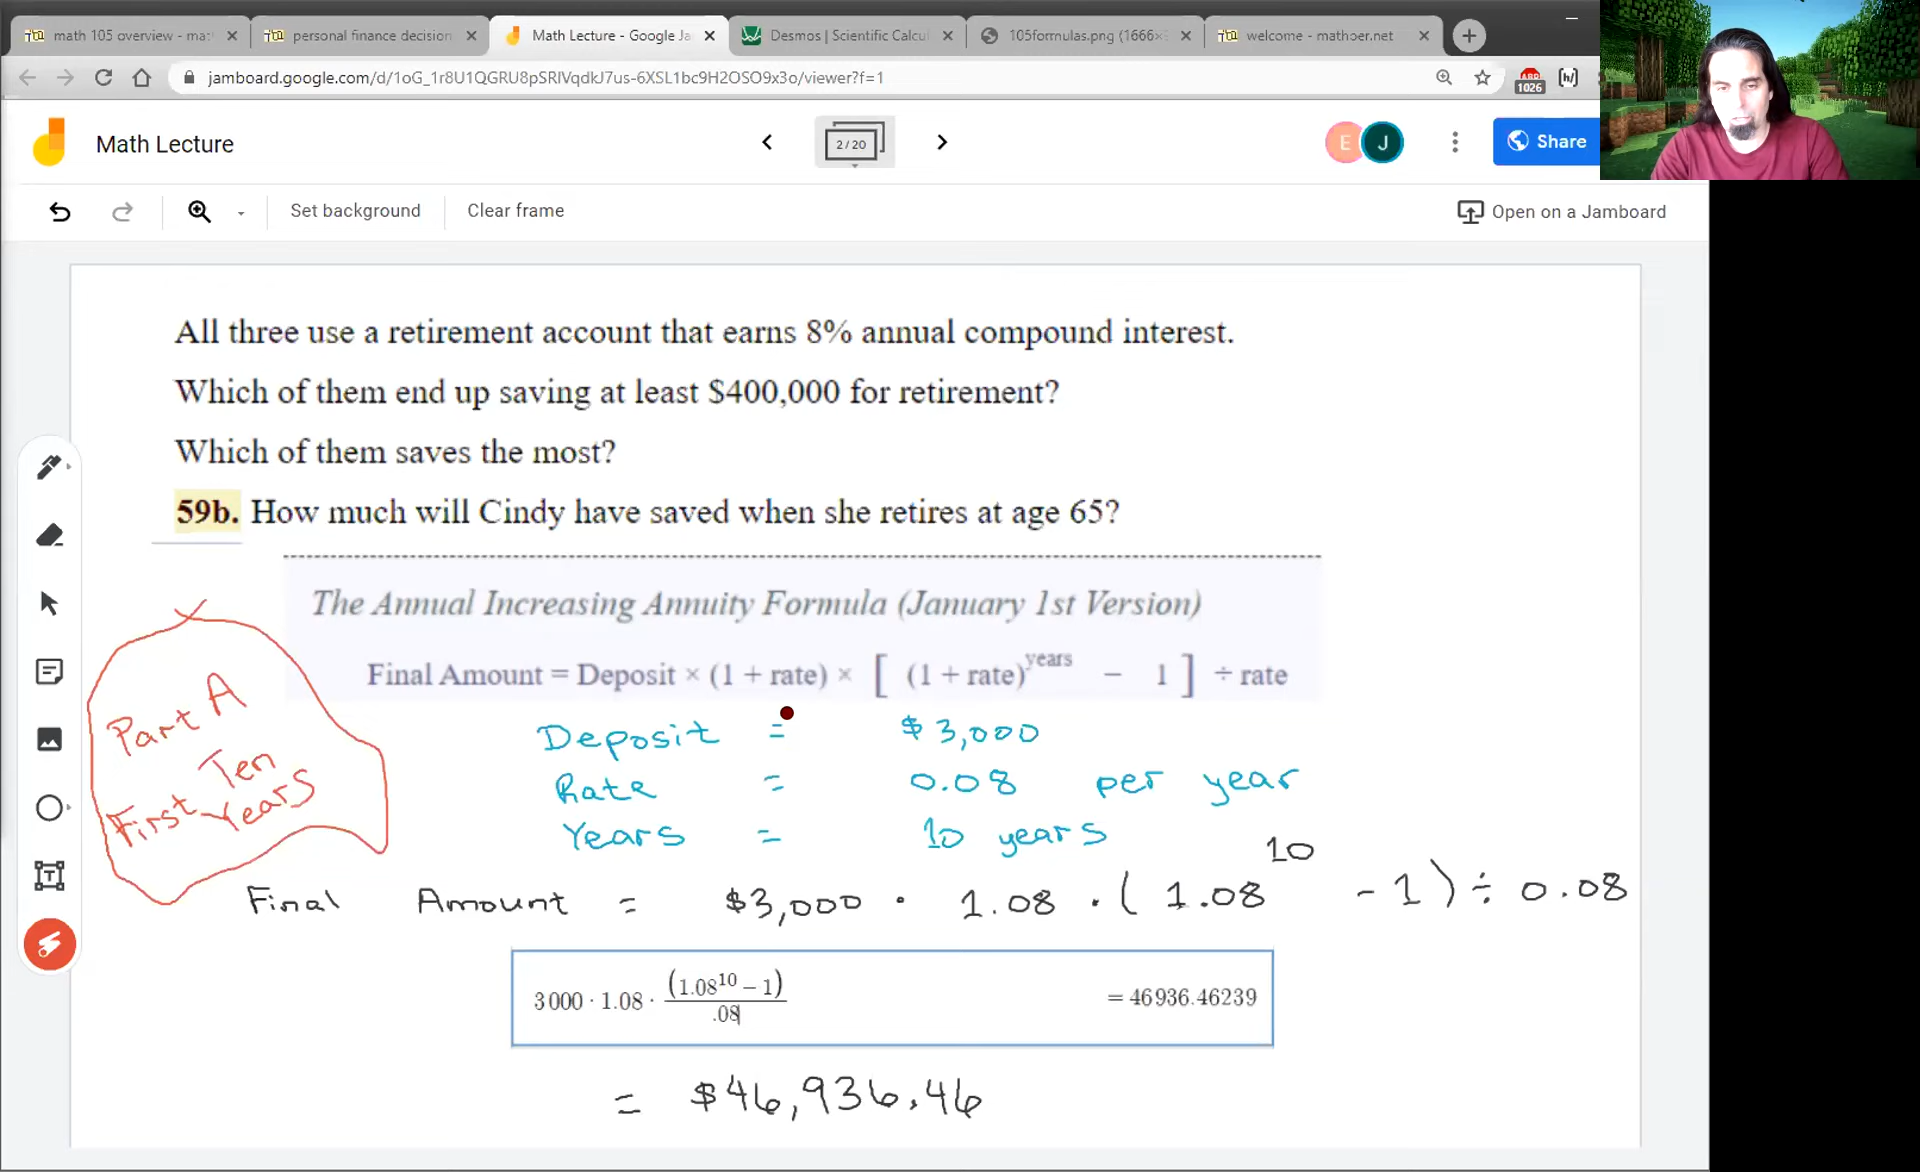 math 105 overview - mat
personal finance decision
Math Lecture - Google Ja
Desmos | Scientific Calcul
105formulas.png (1666×
welcome - mathoer.net
jamboard.google.com/d/1oG_1r8U1QGRU8pSRlVqdkJ7us-6XSL1bc9H2OSO9x3o/viewer?f=1
ABP
1026
Math Lecture
2 / 20
E
J
Share
Set background
Clear frame
Open on a Jamboard
All three use a retirement account that earns 8% annual compound interest.
Which of them end up saving at least $400,000 for retirement?
Which of them saves the most?
59b. How much will Cindy have saved when she retires at age 65?
The Annual Increasing Annuity Formula (January 1st Version)
Final Amount = Deposit × (1 + rate) × [ (1 + rate)^years − 1 ] ÷ rate
Part A
First Ten
Years
Deposit = $3,000
Rate = 0.08 per year
Years = 10 years
Final Amount = $3,000 · 1.08 · (1.08^10 - 1) ÷ 0.08
3000 · 1.08 · (1.08^10 − 1)/.08 = 46936.46239
= $46,936.46